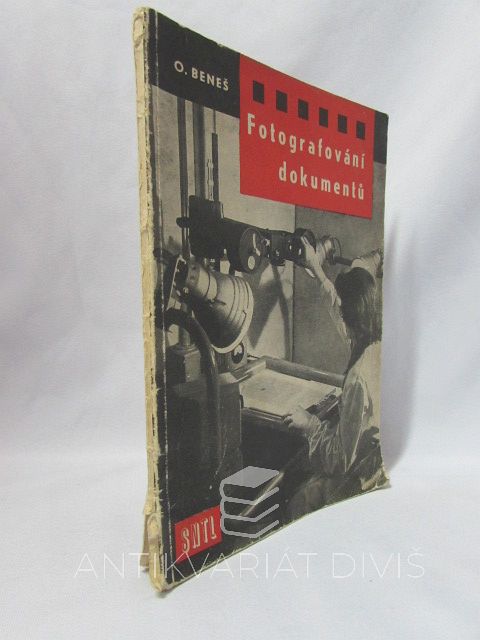 O. BENEŠ
Fotografování
dokumentů
SNTL
ANTIKVARIÁT DIVIŠ